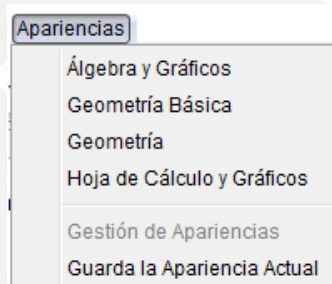 Apariencias
Álgebra y Gráficos
Geometría Básica
Geometría
Hoja de Cálculo y Gráficos
Gestión de Apariencias
Guarda la Apariencia Actual